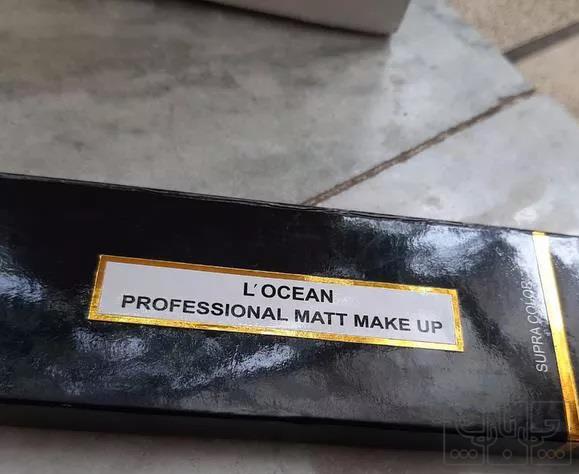 L'OCEAN
PROFESSIONAL MATT MAKE UP
SUPRA COLOR